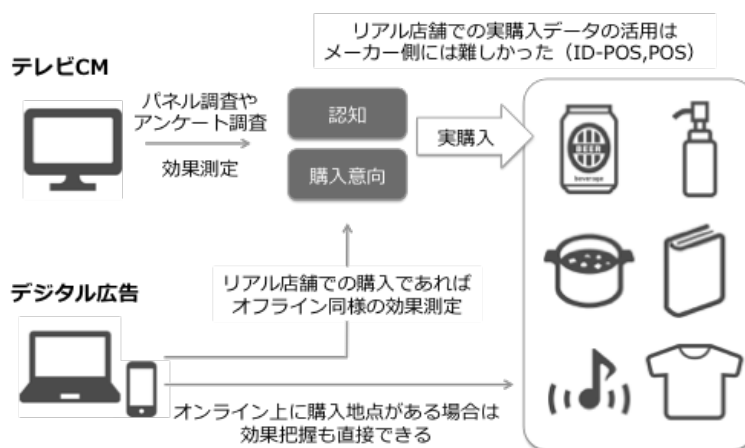 リアル店舗での実購入データの活用は
メーカー側には難しかった（ID-POS,POS）
テレビCM
パネル調査や
アンケート調査
効果測定
認知
購入意向
実購入
BEER
beverage
リアル店舗での購入であれば
オフライン同様の効果測定
デジタル広告
オンライン上に購入地点がある場合は
効果把握も直接できる